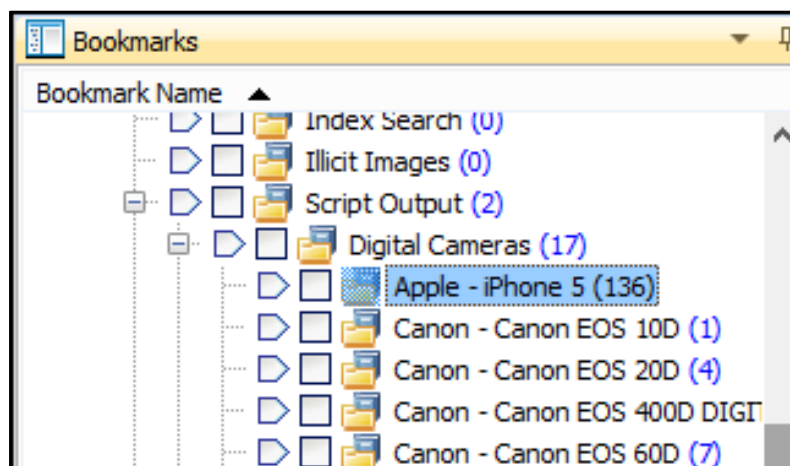 Bookmarks
Bookmark Name
Index Search (0)
Illicit Images (0)
Script Output (2)
Digital Cameras (17)
Apple - iPhone 5 (136)
Canon - Canon EOS 10D (1)
Canon - Canon EOS 20D (4)
Canon - Canon EOS 400D DIGIT
Canon - Canon EOS 60D (7)